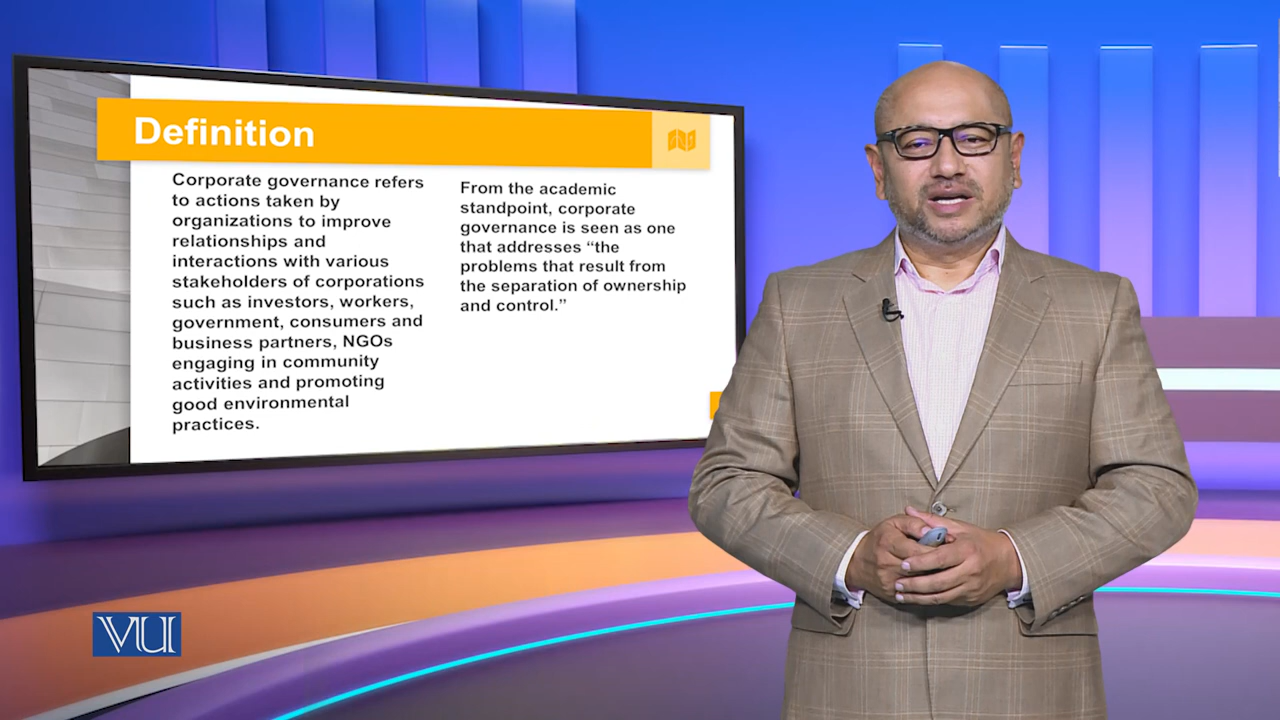 Definition
Corporate governance refers
to actions taken by
organizations to improve
relationships and
interactions with various
stakeholders of corporations
such as investors, workers,
government, consumers and
business partners, NGOs
engaging in community
activities and promoting
good environmental
practices.
From the academic
standpoint, corporate
governance is seen as one
that addresses “the
problems that result from
the separation of ownership
and control.”
VU